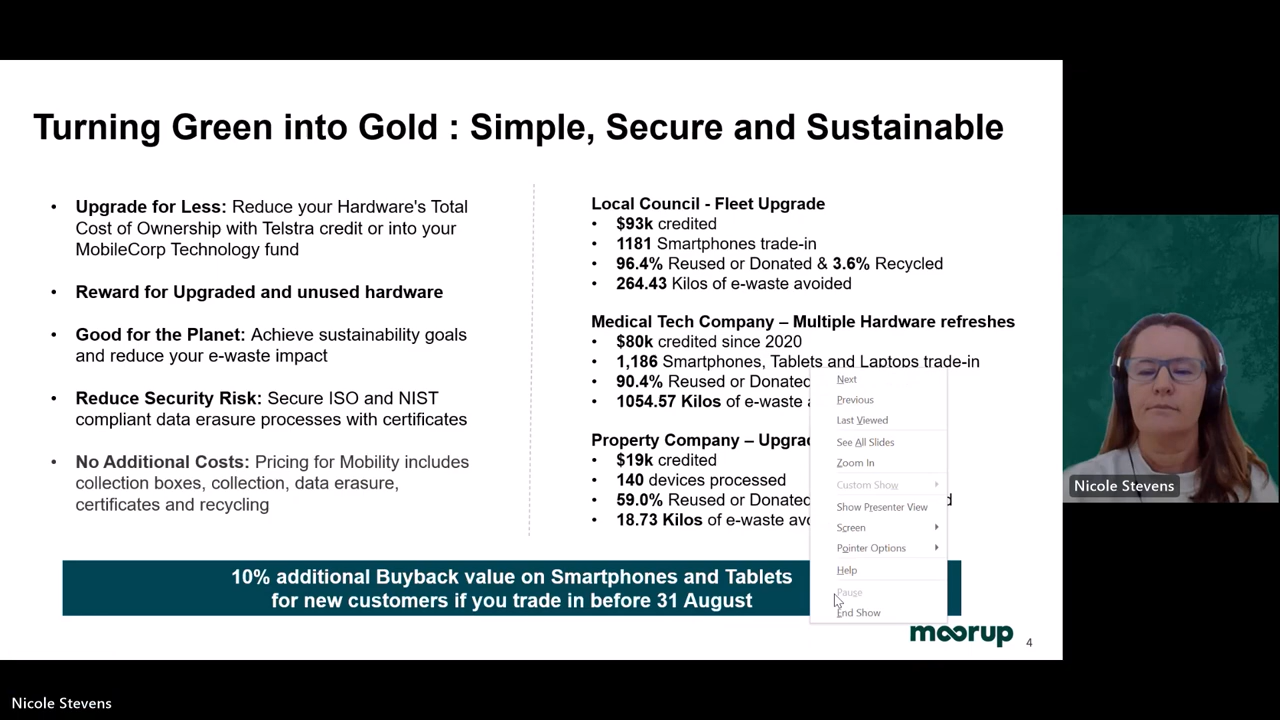 Turning Green into Gold : Simple, Secure and Sustainable
• Upgrade for Less: Reduce your Hardware's Total
Cost of Ownership with Telstra credit or into your
MobileCorp Technology fund
• Reward for Upgraded and unused hardware
• Good for the Planet: Achieve sustainability goals
and reduce your e-waste impact
• Reduce Security Risk: Secure ISO and NIST
compliant data erasure processes with certificates
• No Additional Costs: Pricing for Mobility includes
collection boxes, collection, data erasure,
certificates and recycling
Local Council - Fleet Upgrade
• $93k credited
• 1181 Smartphones trade-in
• 96.4% Reused or Donated & 3.6% Recycled
• 264.43 Kilos of e-waste avoided
Medical Tech Company – Multiple Hardware refreshes
• $80k credited since 2020
• 1,186 Smartphones, Tablets and Laptops trade-in
• 90.4% Reused or Donated
• 1054.57 Kilos of e-waste
Property Company –
• $19k credited
• 140 devices processed
• 59.0% Reused or Donated
• 18.73 Kilos of e-waste
Next
Previous
Last Viewed
See All Slides
Zoom In
Custom Show
Show Presenter View
Screen
Pointer Options
Help
Pause
End Show
10% additional Buyback value on Smartphones and Tablets
for new customers if you trade in before 31 August
moorup
4
Nicole Stevens
Nicole Stevens